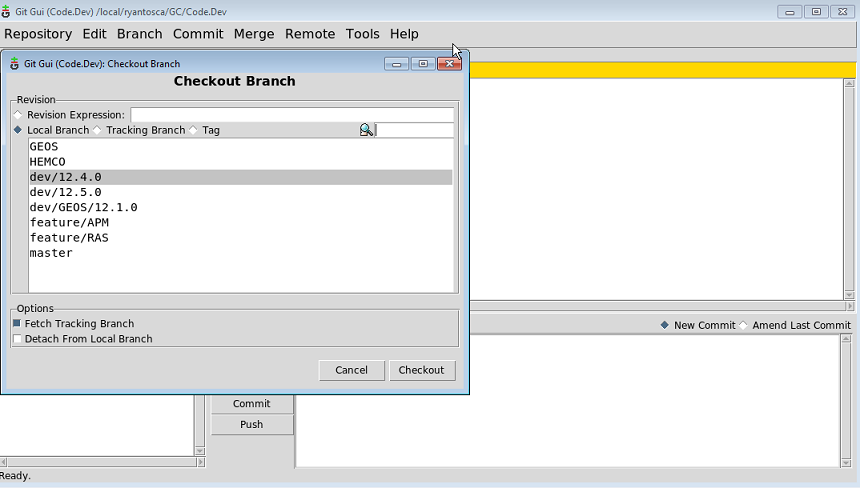 Git Gui (Code.Dev) /local/ryantosca/GC/Code.Dev
Repository Edit Branch Commit Merge Remote Tools Help
Git Gui (Code.Dev): Checkout Branch
Checkout Branch
Revision
Revision Expression:
Local Branch Tracking Branch Tag
GEOS
HEMCO
dev/12.4.0
dev/12.5.0
dev/GEOS/12.1.0
feature/APM
feature/RAS
master
Options
Fetch Tracking Branch
Detach From Local Branch
Cancel Checkout
New Commit Amend Last Commit
Commit
Push
Ready.